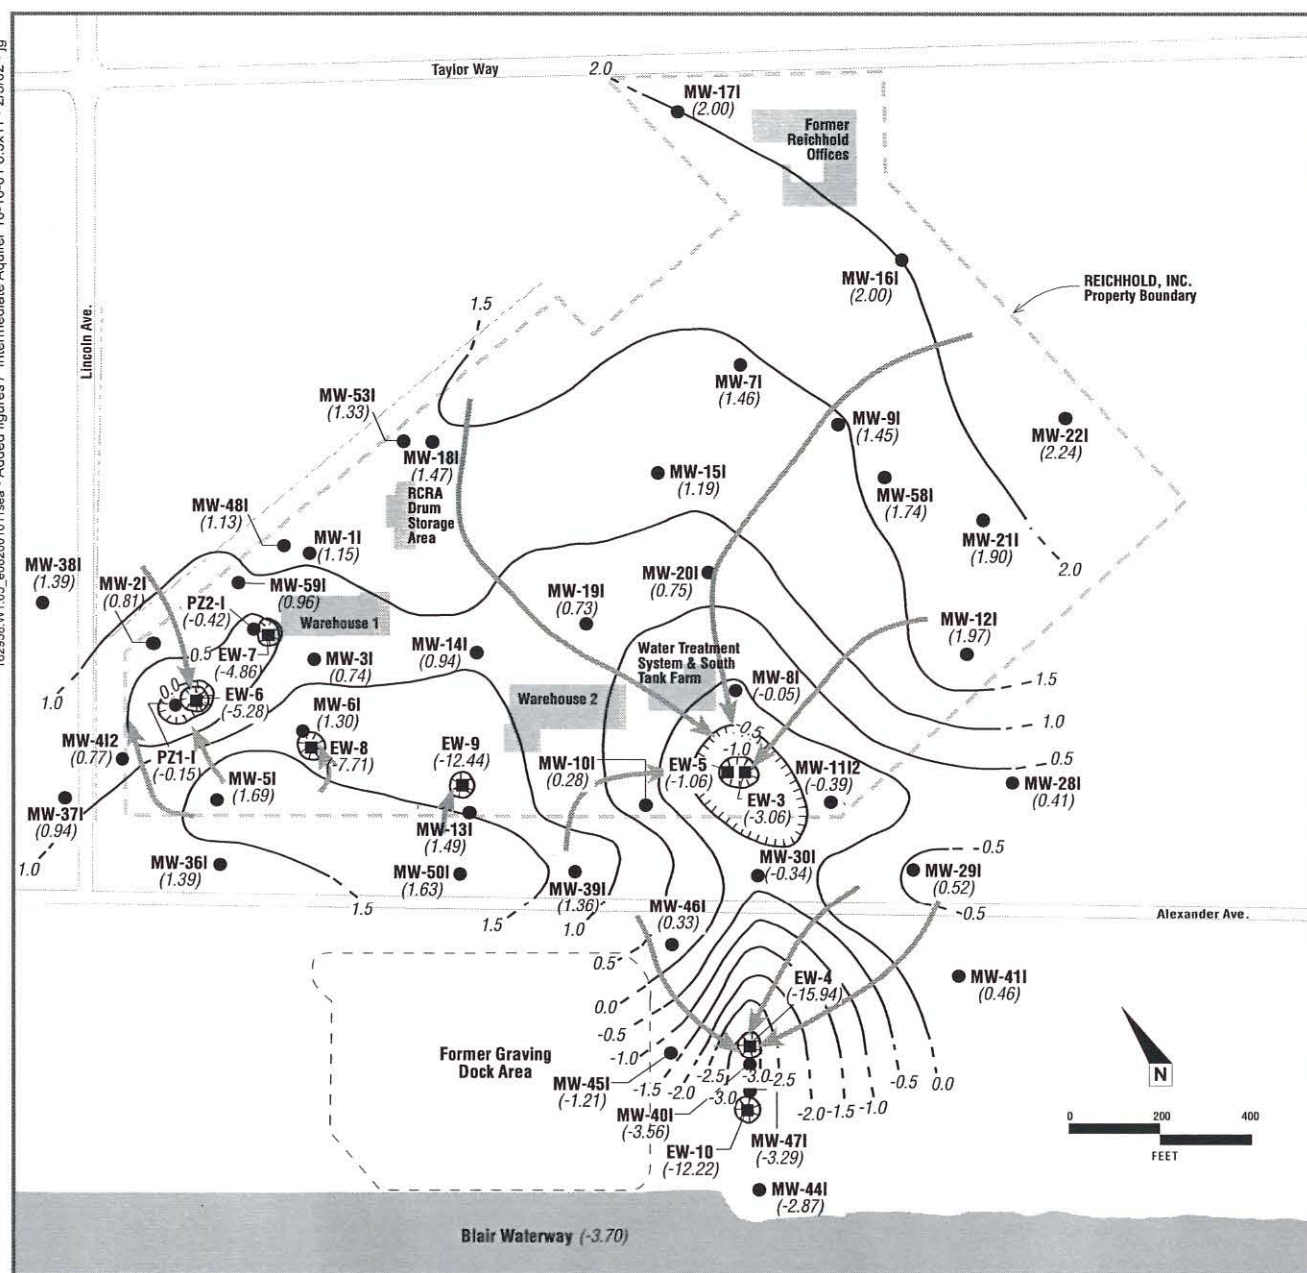 Taylor Way
2.0
MW-17I
(2.00)
Former
Reichhold
Offices
MW-16I
(2.00)
REICHHOLD, INC.
Property Boundary
Lincoln Ave.
1.5
MW-7I
(1.46)
MW-53I
(1.33)
MW-9I
(1.45)
MW-22I
(2.24)
MW-18I
(1.47)
MW-15I
(1.19)
RCRA
Drum
Storage
Area
MW-58I
(1.74)
MW-48I
(1.13)
MW-21I
(1.90)
MW-1I
(1.15)
MW-38I
(1.39)
MW-2I
(0.81)
MW-20I
(0.75)
2.0
MW-59I
(0.96)
MW-19I
(0.73)
PZ2-I
(-0.42)
MW-12I
(1.97)
Warehouse 1
0.5
EW-7
(-4.86)
MW-14I
(0.94)
MW-3I
(0.74)
Water Treatment
System & South
Tank Farm
0.0
MW-8I
(-0.05)
1.5
EW-6
(-5.28)
1.0
Warehouse 2
MW-6I
(1.30)
1.0
-0.5
MW-4I2
(0.77)
PZ1-I
(-0.15)
EW-8
-7.71)
EW-9
(-12.44)
-1.0
0.5
MW-10I
(0.28)
EW-5
(-1.06)
MW-11I2
(-0.39)
MW-5I
(1.69)
MW-28I
(0.41)
MW-37I
(0.94)
EW-3
(-3.06)
MW-13I
(1.49)
1.0
MW-36I
(1.39)
MW-50I
(1.63)
MW-39I
(1.36)
MW-30I
(-0.34)
0.5
MW-29I
(0.52)
1.5
1.5
1.0
MW-46I
(0.33)
-0.5
Alexander Ave.
0.5
EW-4
(-15.94)
MW-41I
(0.46)
0.0
-0.5
-1.0
Former Graving
Dock Area
MW-45I
(-1.21)
-1.5
-2.0
-2.5
-3.0
-2.5
-0.5
0.0
-3.0
-2.0
-1.5
-1.0
MW-40I
(-3.56)
N
EW-10
(-12.22)
MW-47I
(-3.29)
0
200
400
FEET
MW-44I
(-2.87)
Blair Waterway (-3.70)